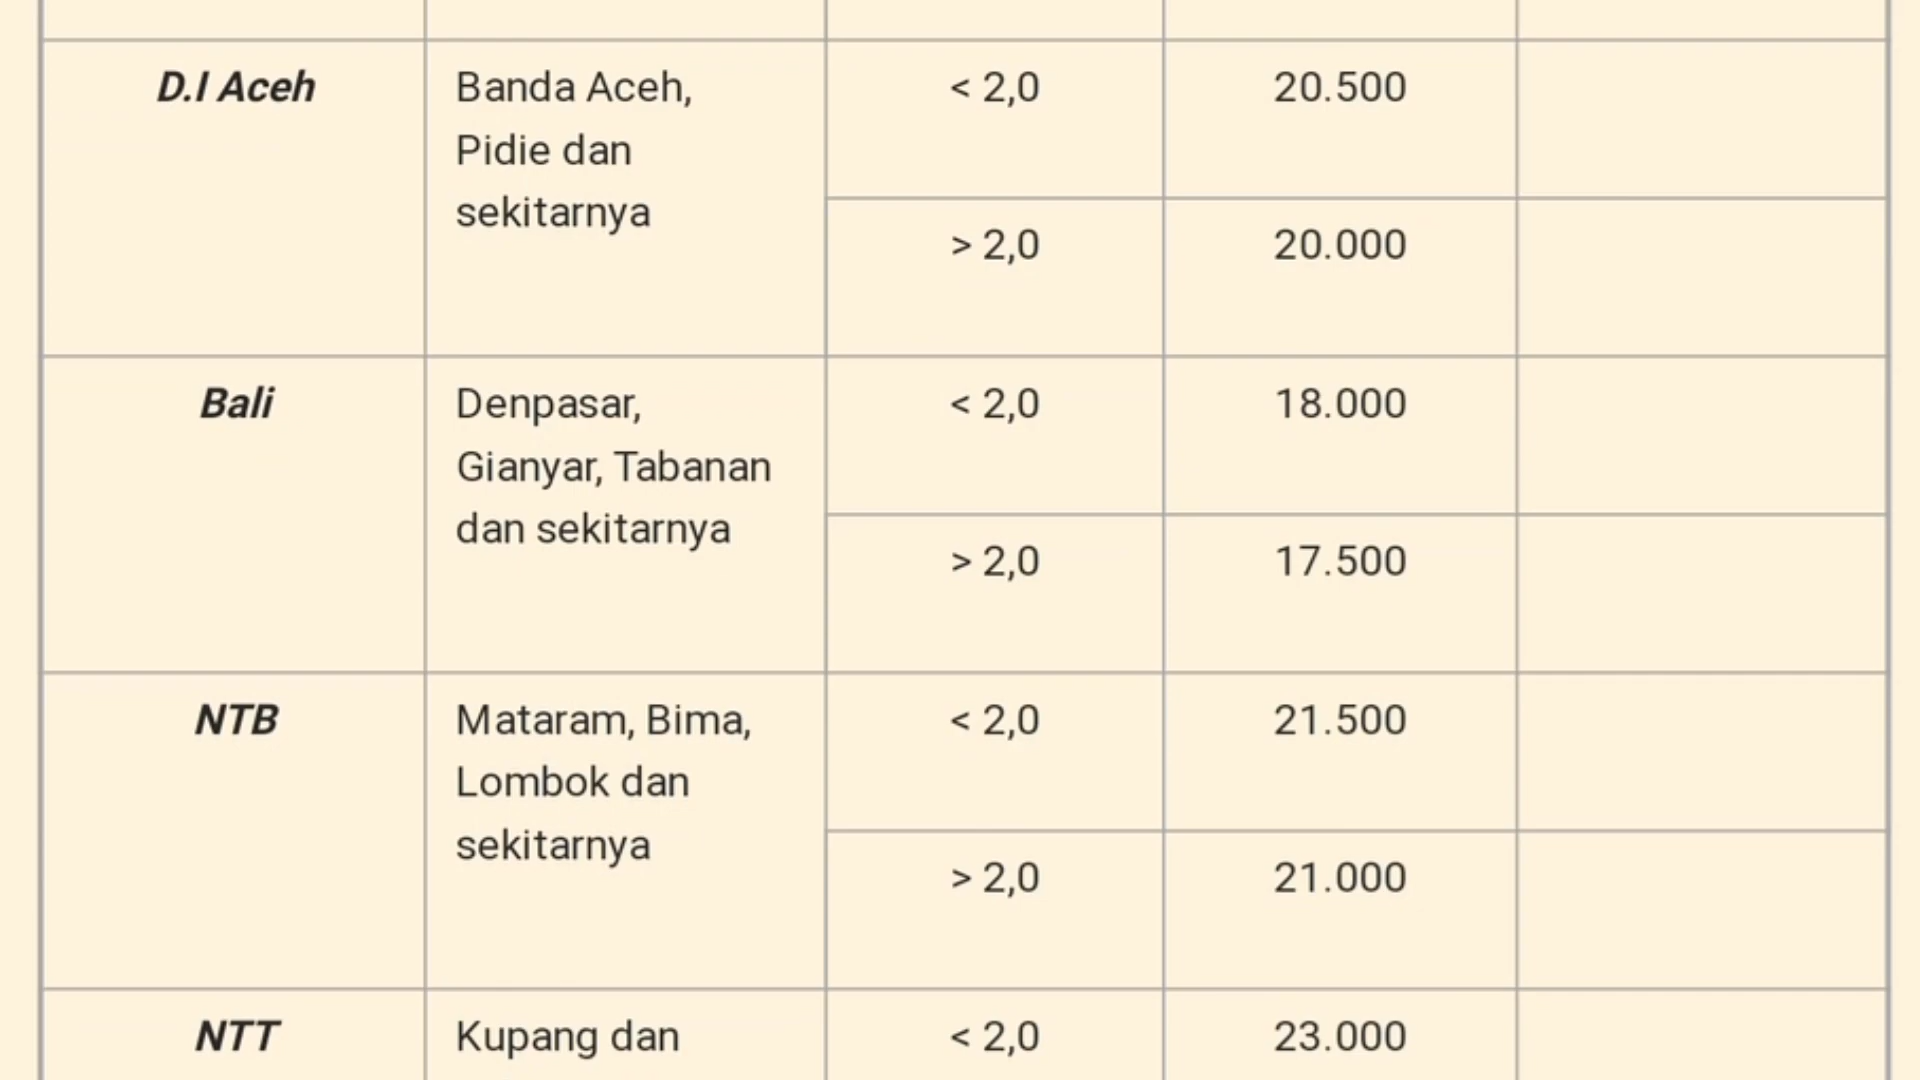 D.I Aceh
Banda Aceh,
Pidie dan
sekitarnya
< 2,0
20.500
> 2,0
20.000
Bali
Denpasar,
Gianyar, Tabanan
dan sekitarnya
< 2,0
18.000
> 2,0
17.500
NTB
Mataram, Bima,
Lombok dan
sekitarnya
< 2,0
21.500
> 2,0
21.000
NTT
Kupang dan
< 2,0
23.000